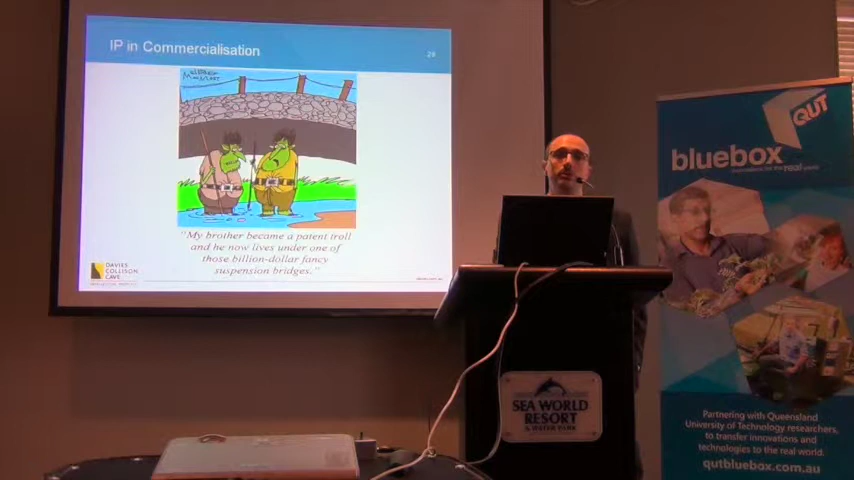 IP in Commercialisation
29
"My brother became a patent troll
and he now lives under one of
those billion-dollar fancy
suspension bridges."
DAVIES
COLLISON
CAVE
SEA WORLD
RESORT
& WATER PARK
QUT
bluebox
Partnering with Queensland
University of Technology researchers,
to transfer innovations and
technologies to the real world.
qutbluebox.com.au